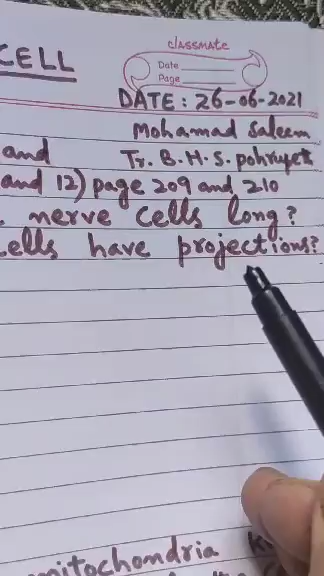 CELL
classmate
Date
Page
DATE : 26-06-2021
Mohamad Saleem
and Tr. B.H.S. pohrupet
and 12) page 209 and 210
nerve cells long?
cells have projections?
mitochondria